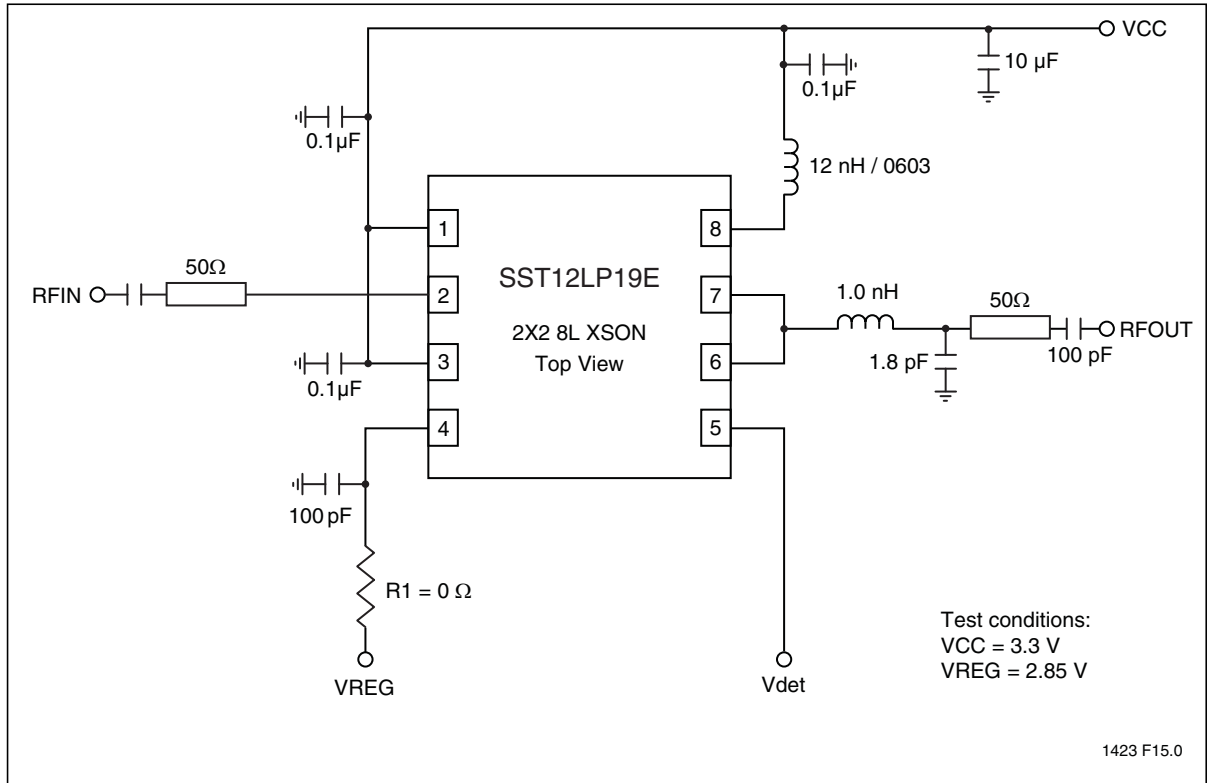 VCC
10 µF
0.1µF
0.1µF
12 nH / 0603
1
8
50Ω
SST12LP19E
RFIN
2
7
1.0 nH
50Ω
2X2 8L XSON
RFOUT
Top View
3
6
1.8 pF
100 pF
0.1µF
4
5
100 pF
R1 = 0 Ω
Test conditions:
VCC = 3.3 V
VREG = 2.85 V
VREG
Vdet
1423 F15.0